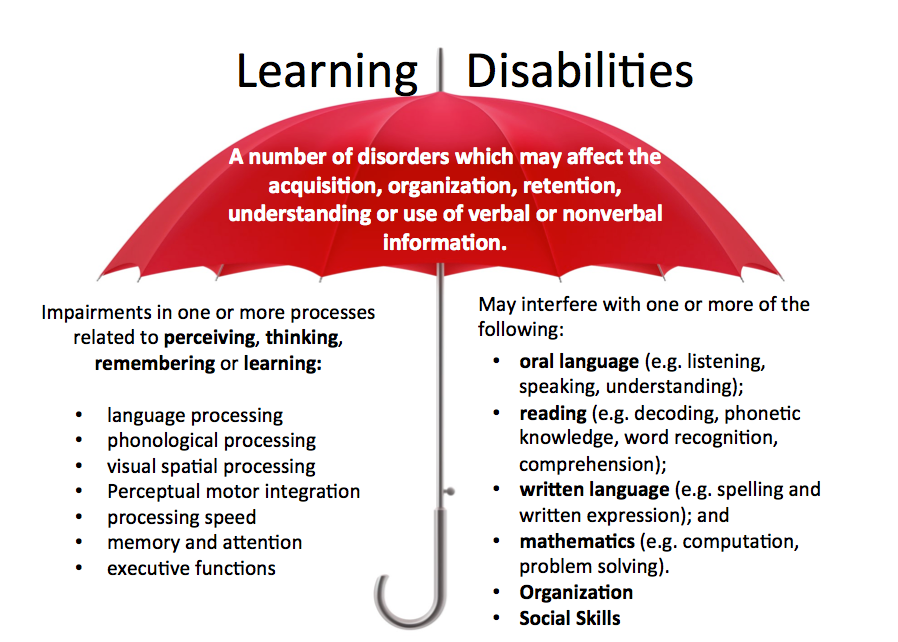 Learning Disabilities
A number of disorders which may affect the
acquisition, organization, retention,
understanding or use of verbal or nonverbal
information.
Impairments in one or more processes
related to perceiving, thinking,
remembering or learning:
• language processing
• phonological processing
• visual spatial processing
• Perceptual motor integration
• processing speed
• memory and attention
• executive functions
May interfere with one or more of the
following:
• oral language (e.g. listening,
speaking, understanding);
• reading (e.g. decoding, phonetic
knowledge, word recognition,
comprehension);
• written language (e.g. spelling and
written expression); and
• mathematics (e.g. computation,
problem solving).
• Organization
• Social Skills